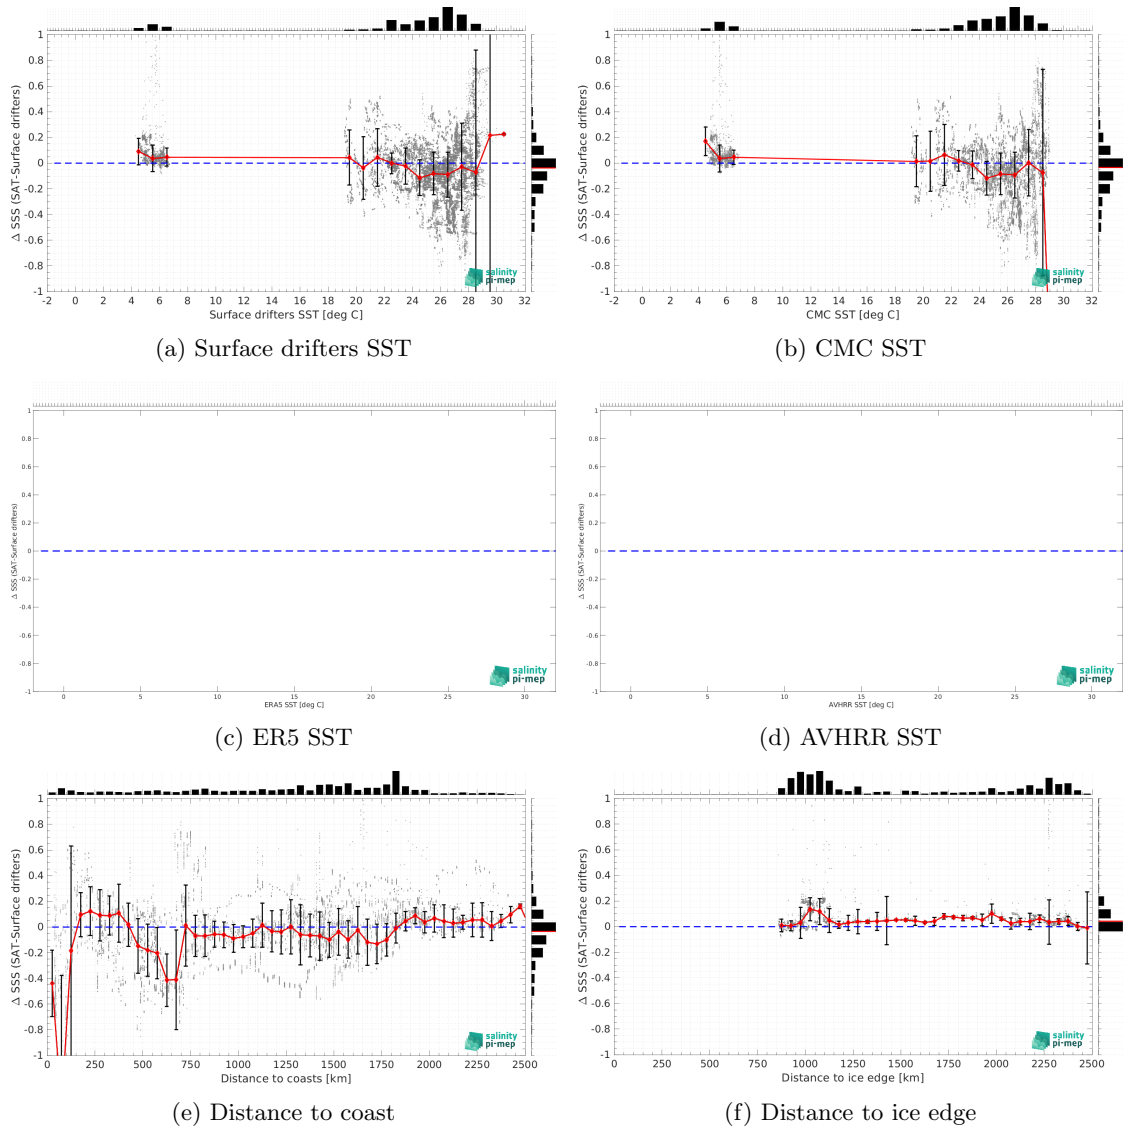 1
0.8
0.6
0.4
0.2
0
-0.2
-0.4
-0.6
-0.8
-1
Δ SSS (SAT-Surface drifters)
-2 0 2 4 6 8 10 12 14 16 18 20 22 24 26 28 30 32
Surface drifters SST [deg C]
salinity
pi-mep
(a) Surface drifters SST
1
0.8
0.6
0.4
0.2
0
-0.2
-0.4
-0.6
-0.8
-1
Δ SSS (SAT-Surface drifters)
-2 0 2 4 6 8 10 12 14 16 18 20 22 24 26 28 30 32
CMC SST [deg C]
salinity
pi-mep
(b) CMC SST
1
0.8
0.6
0.4
0.2
0
-0.2
-0.4
-0.6
-0.8
-1
Δ SSS (SAT-Surface drifters)
0 5 10 15 20 25 30
ERA5 SST [deg C]
salinity
pi-mep
(c) ER5 SST
1
0.8
0.6
0.4
0.2
0
-0.2
-0.4
-0.6
-0.8
-1
Δ SSS (SAT-Surface drifters)
0 5 10 15 20 25 30
AVHRR SST [deg C]
salinity
pi-mep
(d) AVHRR SST
1
0.8
0.6
0.4
0.2
0
-0.2
-0.4
-0.6
-0.8
-1
Δ SSS (SAT-Surface drifters)
0 250 500 750 1000 1250 1500 1750 2000 2250 2500
Distance to coasts [km]
salinity
pi-mep
(e) Distance to coast
1
0.8
0.6
0.4
0.2
0
-0.2
-0.4
-0.6
-0.8
-1
Δ SSS (SAT-Surface drifters)
0 250 500 750 1000 1250 1500 1750 2000 2250 2500
Distance to ice edge [km]
salinity
pi-mep
(f) Distance to ice edge